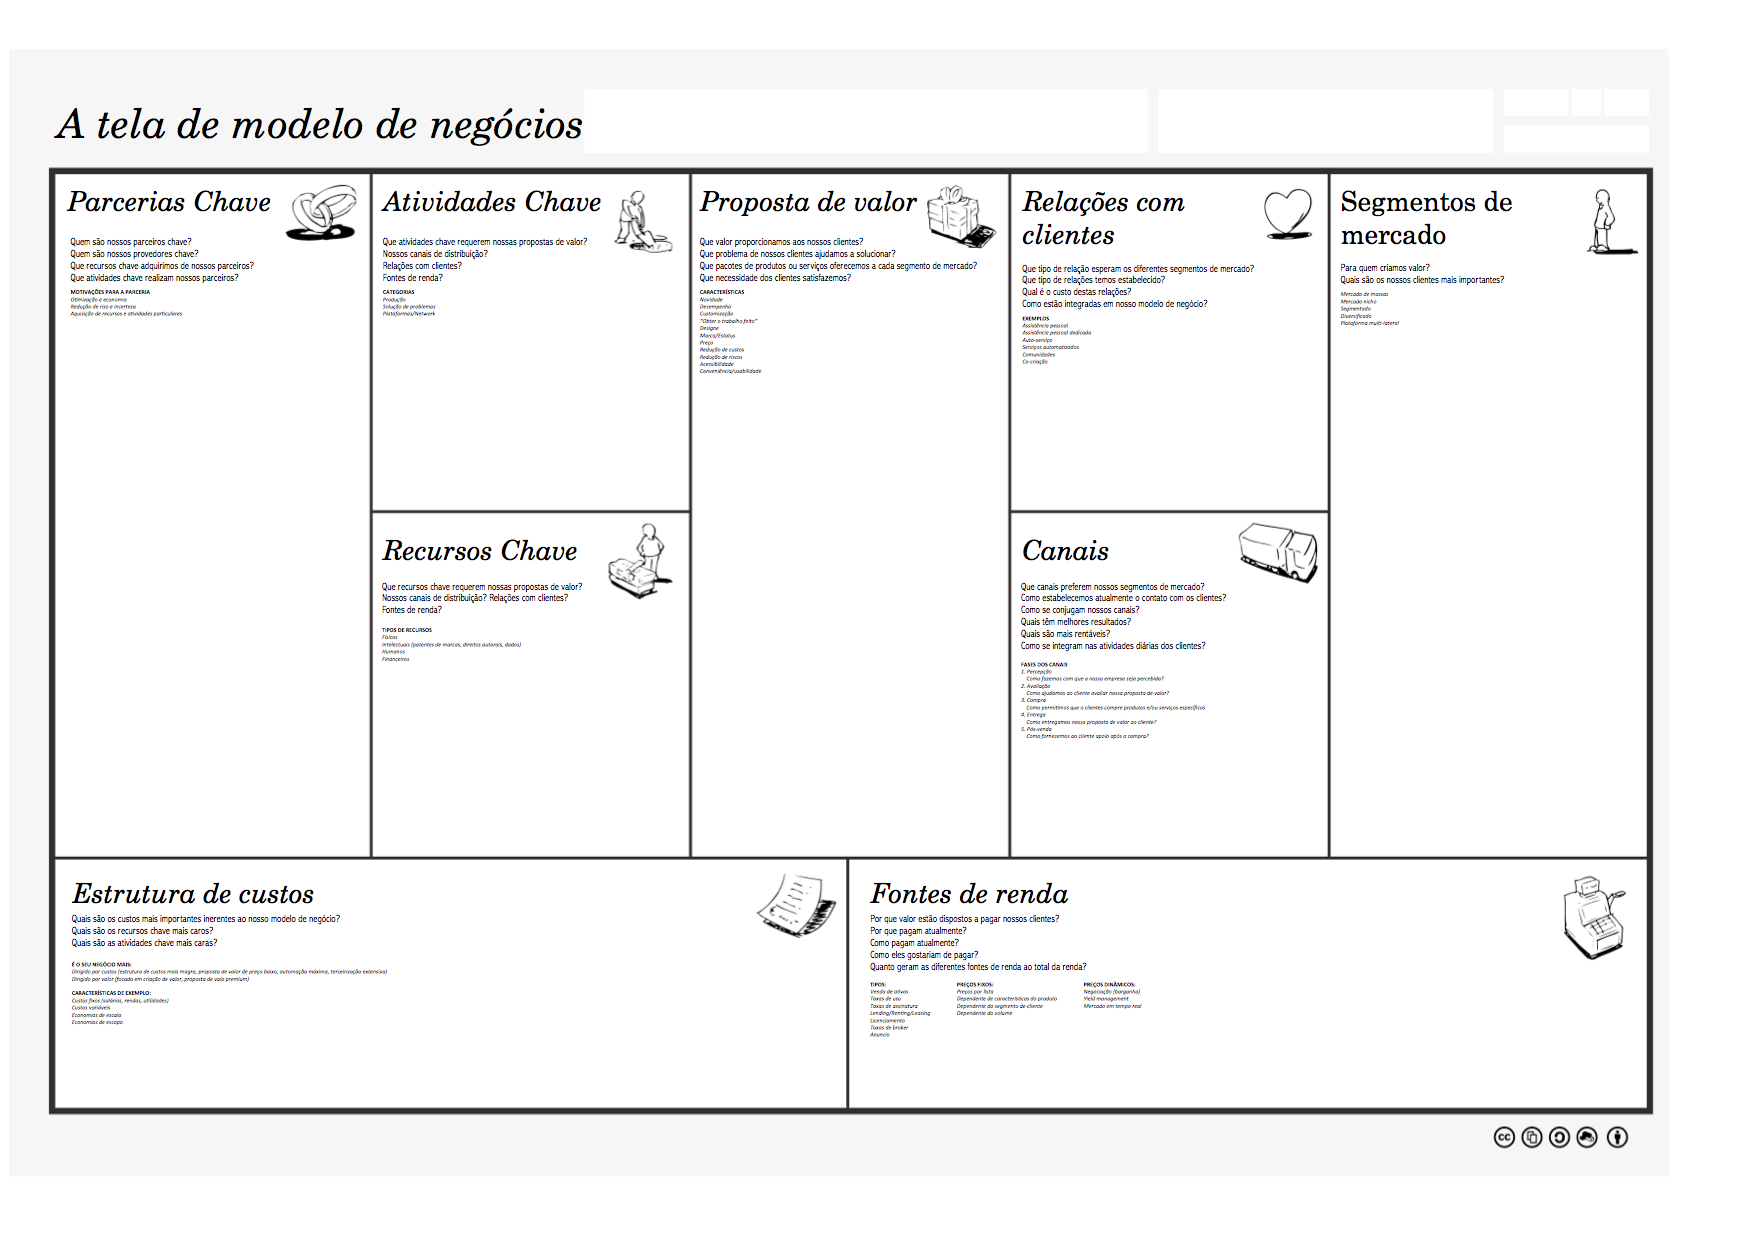 A tela de modelo de negócios
Parcerias Chave
Quem são nossos parceiros chave?
Quem são nossos provedores chave?
Que recursos chave adquirimos de nossos parceiros?
Que atividades chave realizam nossos parceiros?
MOTIVAÇÕES PARA A PARCERIA
Otimização e economia
Redução de riso e incerteza
Aquisição de recursos e atividades particulares
Atividades Chave
Que atividades chave requerem nossas propostas de valor?
Nossos canais de distribuição?
Relações com clientes?
Fontes de renda?
CATEGORIAS
Produção
Solução de problemas
Plataformas/Network
Recursos Chave
Que recursos chave requerem nossas propostas de valor?
Nossos canais de distribução? Relações com clientes?
Fontes de renda?
TIPOS DE RECURSOS
Físicos
Intelectuais (patentes de marcas, direitos autorais, dados)
Humanos
Financeiros
Proposta de valor
Que valor proporcionamos aos nossos clientes?
Que problema de nossos clientes ajudamos a solucionar?
Que pacotes de produtos ou serviços oferecemos a cada segmento de mercado?
Que necessidade dos clientes satisfazemos?
CARACTERÍSTICAS
Novidade
Desempenho
Customização
"Obter o trabalho feito"
Designe
Marca/Estatus
Preço
Redução de custos
Redução de riscos
Acessibilidade
Conveniência/usabilidade
Relações com
clientes
Que tipo de relação esperam os diferentes segmentos de mercado?
Que tipo de relações temos estabelecido?
Qual é o custo destas relações?
Como estão integradas em nosso modelo de negócio?
EXEMPLOS
Assistência pessoal
Assistência pessoal dedicada
Auto-serviço
Serviços automatizados
Comunidades
Co-criação
Canais
Que canais preferem nossos segmentos de mercado?
Como estabelecemos atualmente o contato com os clientes?
Como se conjugam nossos canais?
Quais têm melhores resultados?
Quais são mais rentáveis?
Como se integram nas atividades diárias dos clientes?
FASES DOS CANAIS
1. Percepção
Como fazemos com que a nossa empresa seja percebida?
2. Avaliação
Como ajudamos ao cliente avaliar nossa proposta de valor?
3. Compra
Como permitimos que o clientes compre produtos e/ou serviços específicos
4. Entrega
Como entregamos nossa proposta de valor ao cliente?
5. Pós-venda
Como fornecemos ao cliente apoio após a compra?
Segmentos de
mercado
Para quem criamos valor?
Quais são os nossos clientes mais importantes?
Mercado de massas
Mercado nicho
Segmentado
Diversificado
Plataforma multi-lateral
Estrutura de custos
Quais são os custos mais importantes inerentes ao nosso modelo de negócio?
Quais são os recursos chave mais caros?
Quais são as atividades chave mais caras?
É O SEU NEGÓCIO MAIS:
Dirigido por custos (estrutura de custos mais magra, proposta de valor de preço baixo, automação máxima, terceirização extensiva)
Dirigido por valor (focado em criação de valor, proposta de valo premium)
CARACTERÍSTICAS DE EXEMPLO:
Custos fixos (salários, rendas, utilidades)
Custos variáveis
Economias de escala
Economias de escopo
Fontes de renda
Por que valor estão dispostos a pagar nossos clientes?
Por que pagam atualmente?
Como pagam atualmente?
Como eles gostariam de pagar?
Quanto geram as diferentes fontes de renda ao total da renda?
TIPOS:
Venda de ativos
Taxas de uso
Taxas de assinatura
Lending/Renting/Leasing
Licenciamento
Taxas de broker
Anuncio
PREÇOS FIXOS:
Preços por lista
Dependente de características do produto
Dependente do segmento de cliente
Dependente do volume
PREÇOS DINÂMICOS:
Negociação (barganha)
Yield management
Mercado em tempo real
cc